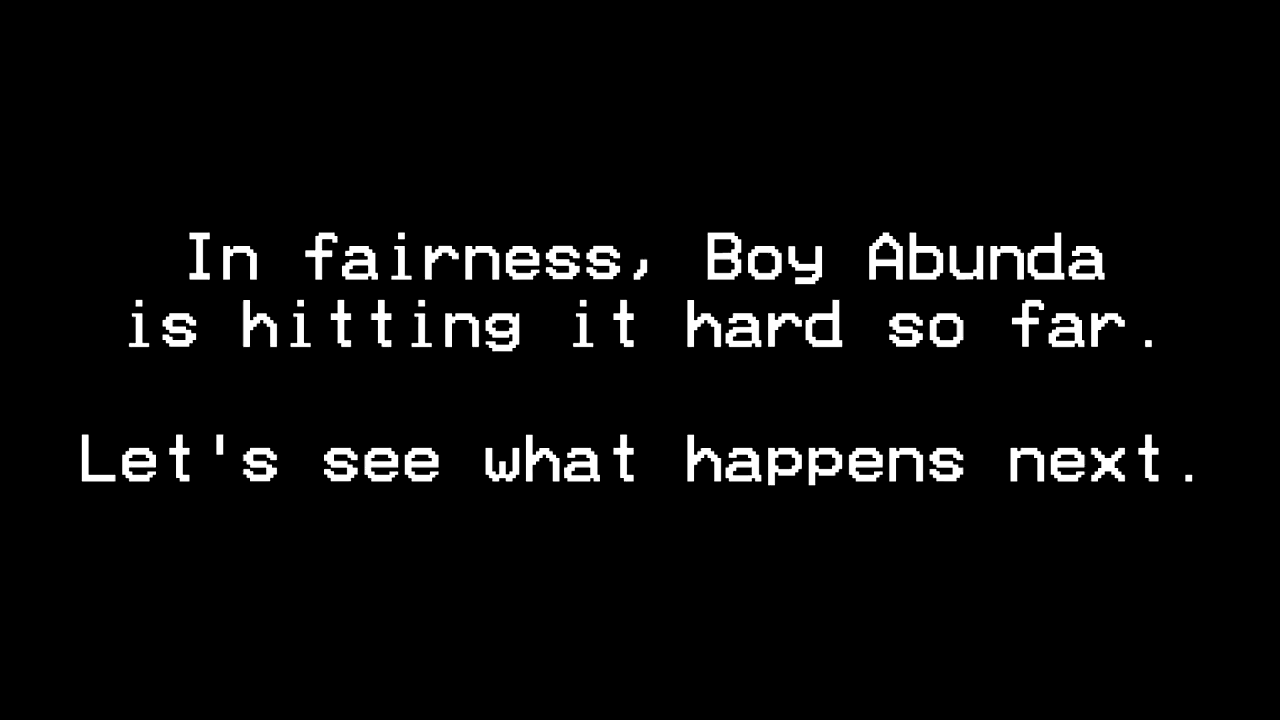 In fairness, Boy Abunda
is hitting it hard so far.
Let's see what happens next.